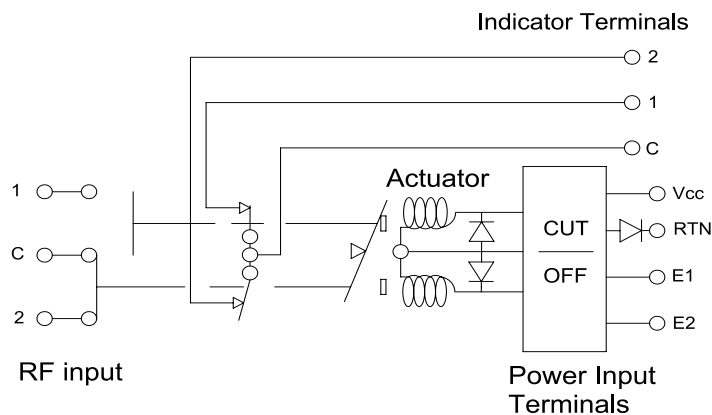 Indicator Terminals
2
1
C
Actuator
1
C
2
RF input
CUT
OFF
Vcc
RTN
E1
E2
Power Input
Terminals